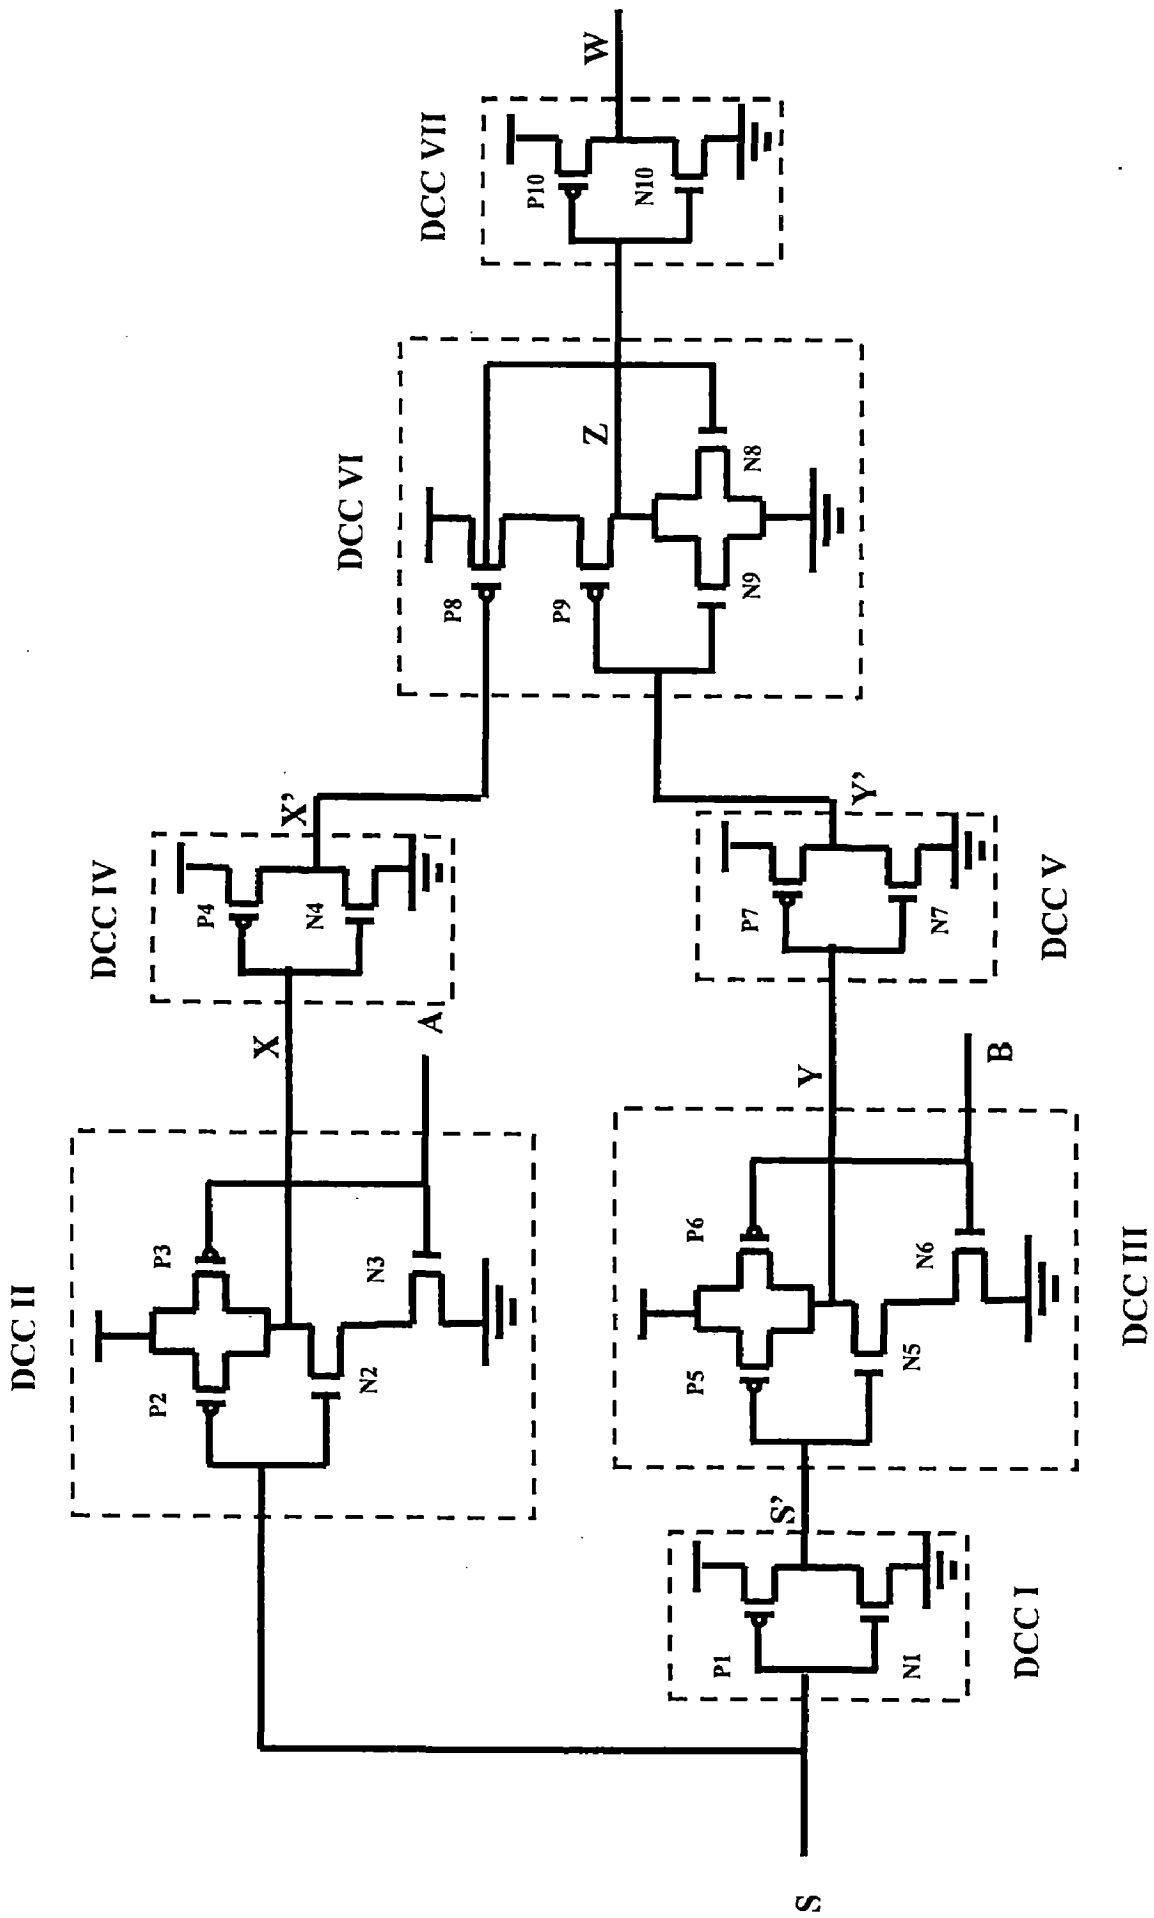 DCC II
P2
P3
N2
N3
X
A
DCC IV
P4
N4
X'
DCC VI
P8
P9
N9
N8
Z
DCC VII
P10
N10
W
S
P1
N1
DCC I
S'
P5
P6
N5
N6
DCC III
Y
B
P7
N7
DCC V
Y'